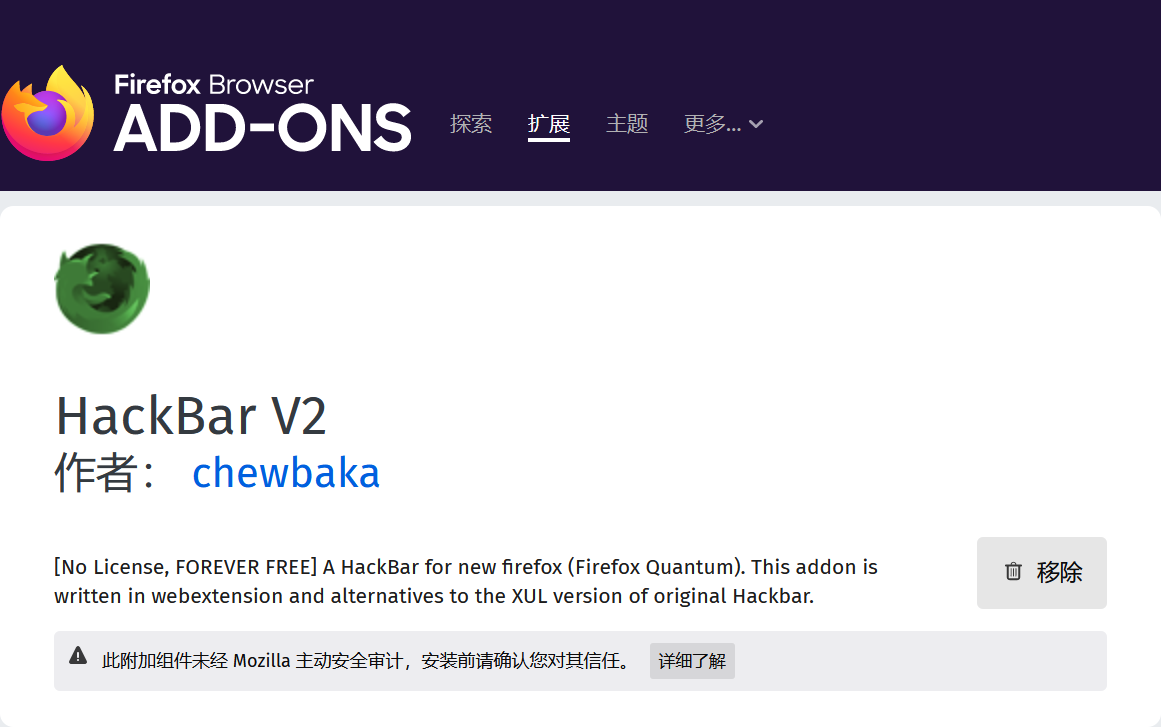 Firefox Browser
ADD-ONS
探索 扩展 主题 更多...
HackBar V2
作者： chewbaka
[No License, FOREVER FREE] A HackBar for new firefox (Firefox Quantum). This addon is
written in webextension and alternatives to the XUL version of original Hackbar.
移除
此附加组件未经 Mozilla 主动安全审计，安装前请确认您对其信任。 详细了解